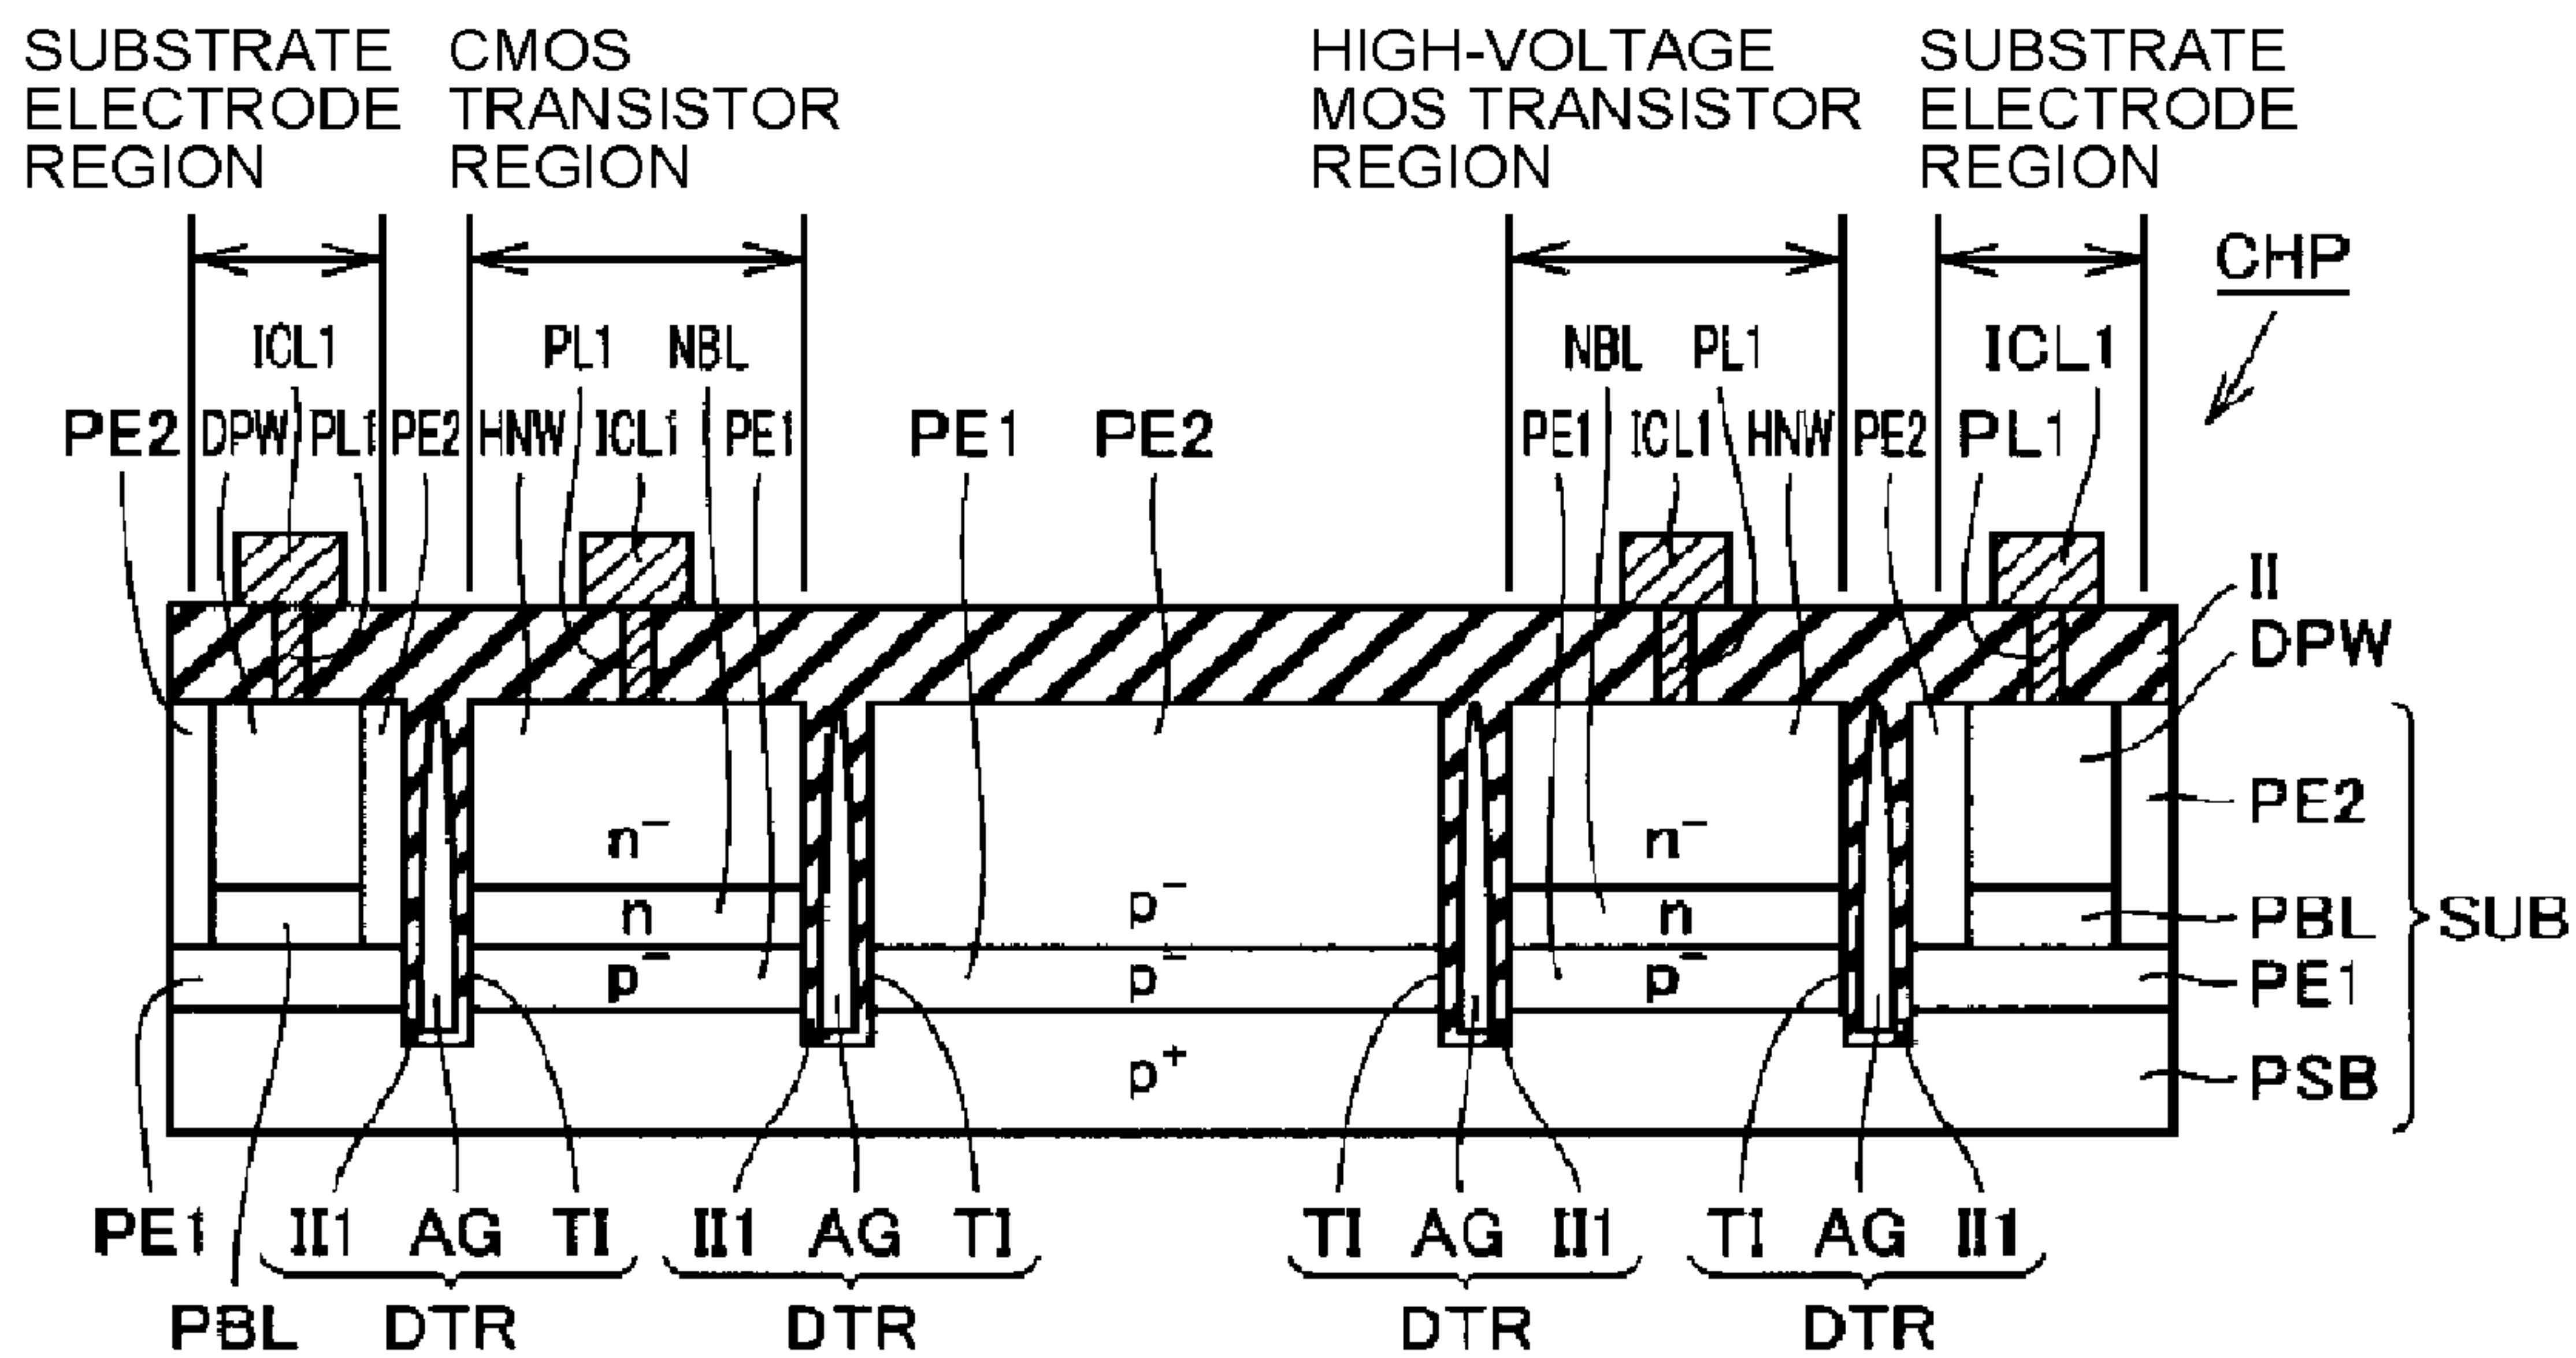 SUBSTRATE
ELECTRODE
REGION
CMOS
TRANSISTOR
REGION
HIGH-VOLTAGE
MOS TRANSISTOR
REGION
SUBSTRATE
ELECTRODE
REGION
CHP
ICL1
PL1
NBL
NBL
PL1
ICL1
PE2
DPW
PL1
PE2
HNW
ICL1
PE1
PE1
PE2
PE1
ICL1
HNW
PE2
PL1
II
DPW
PE2
n⁻
n⁻
p⁻
n
n
PBL
SUB
p⁻
p⁻
p⁻
PE1
p⁺
PSB
PE1
II1
AG
TI
II1
AG
TI
TI
AG
II1
TI
AG
II1
PBL
DTR
DTR
DTR
DTR